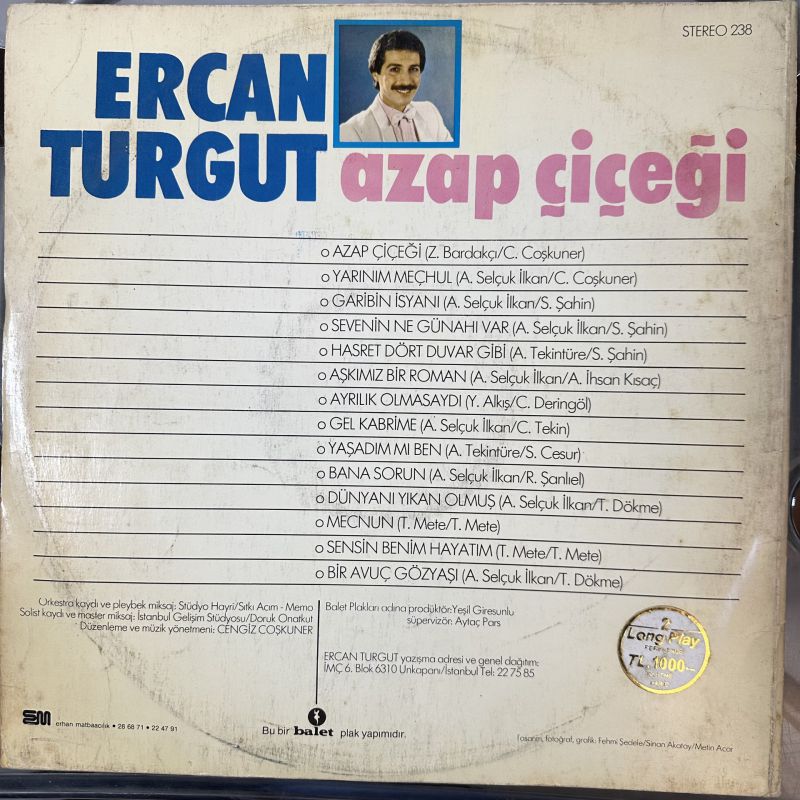 STEREO 238
ERCAN
TURGUT azap çiçeği
o AZAP ÇİÇEĞİ (Z. Bardakçı/C. Coşkuner)
o YARINIM MEÇHUL (A. Selçuk İlkan/C. Coşkuner)
o GARİBİN İSYANI (A. Selçuk İlkan/S. Şahin)
o SEVENİN NE GÜNAHI VAR (A. Selçuk İlkan/S. Şahin)
o HASRET DÖRT DUVAR GİBİ (A. Tekintüre/S. Şahin)
o AŞKIMIZ BİR ROMAN (A. Selçuk İlkan/A. İhsan Kısaç)
o AYRILIK OLMASAYDI (Y. Alkış/C. Deringöl)
o GEL KABRİME (A. Selçuk İlkan/C. Tekin)
o YAŞADIM MI BEN (A. Tekintüre/S. Cesur)
o BANA SORUN (A. Selçuk İlkan/R. Şanlıel)
o DÜNYANI YIKAN OLMUŞ (A. Selçuk İlkan/T. Dökme)
o MECNUN (T. Mete/T. Mete)
o SENSİN BENİM HAYATIM (T. Mete/T. Mete)
o BİR AVUÇ GÖZYAŞI (A. Selçuk İlkan/T. Dökme)
Orkestra kaydı ve pleybek miksaj: Stüdyo Hayri/Sıtkı Acim - Memo
Solist kaydı ve master miksaj: İstanbul Gelişim Stüdyosu/Doruk Onatkut
Düzenleme ve müzik yönetmeni: CENGİZ COŞKUNER
Balet Plakları adına prodüktör: Yeşil Giresunlu
süpervizör: Aytaç Pars
ERCAN TURGUT yazışma adresi ve genel dağıtım:
İMÇ 6. Blok 6310 Unkapanı/İstanbul Tel: 22 75 85
2
Long Play
TL. 1000.-
erhan matbaacılık • 26 68 71 • 22 47 91
Bu bir balet plak yapımıdır.
Tasarım, fotoğraf, grafik: Fehmi Şedele/Sinan Akatay/Metin Acar